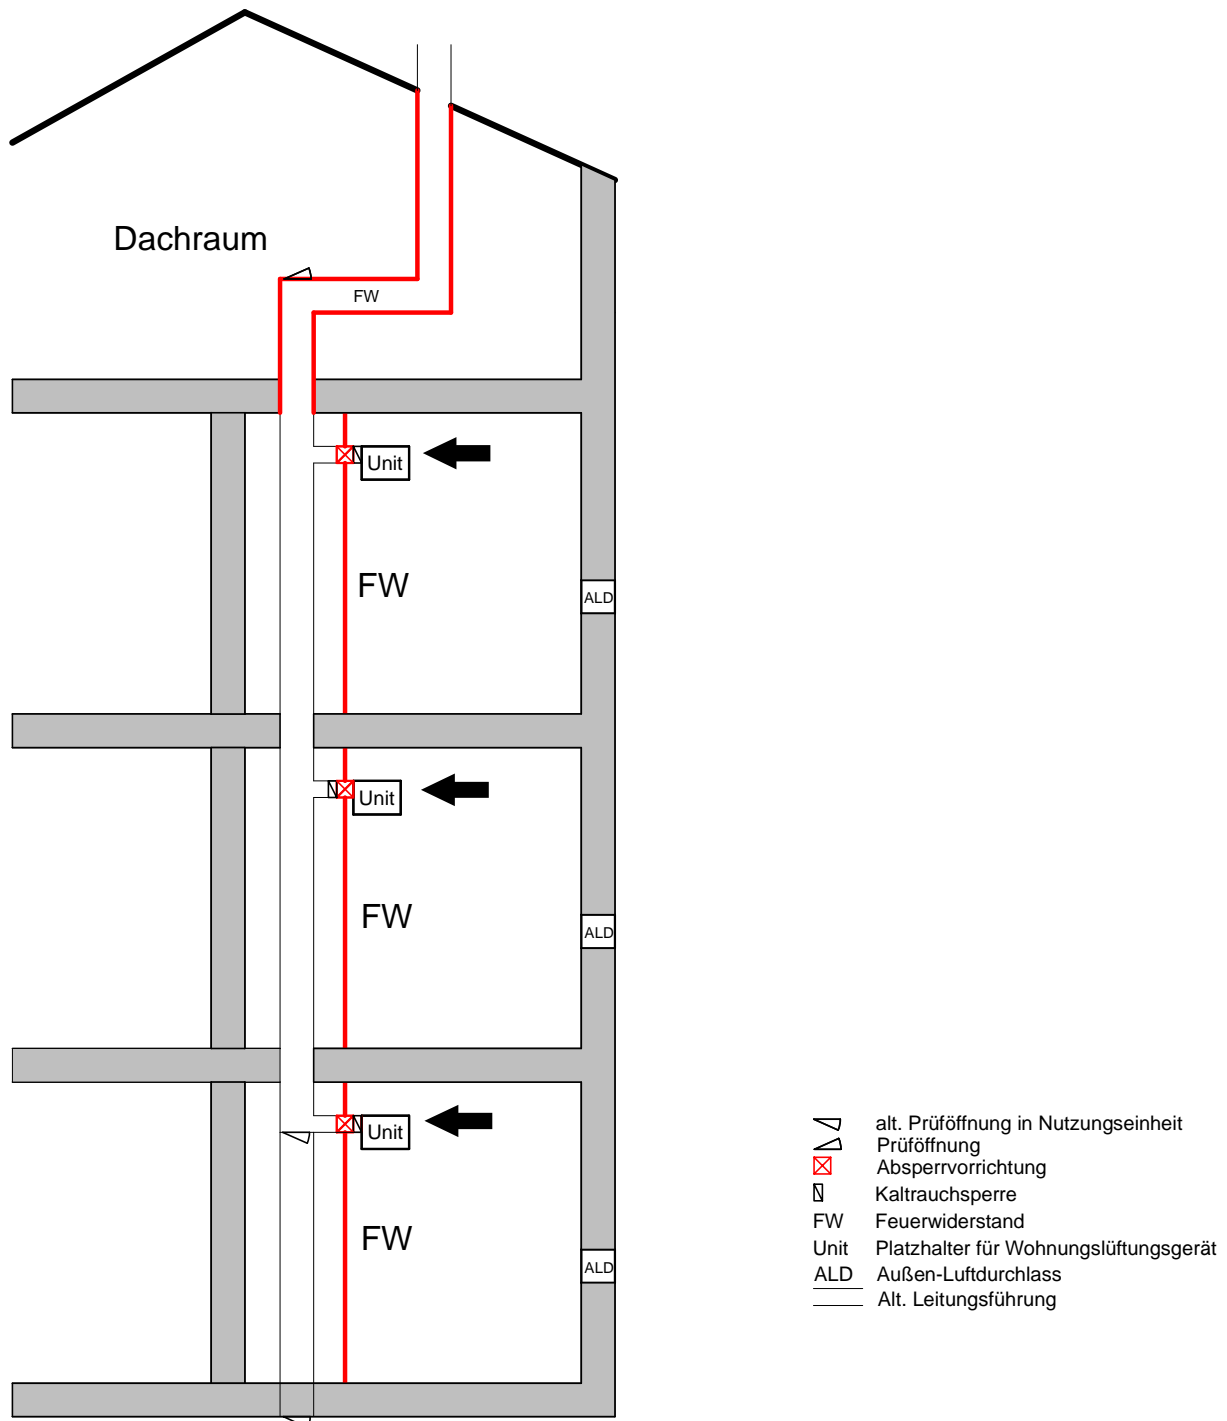 Dachraum
FW
Unit
FW
ALD
Unit
FW
ALD
Unit
FW
ALD
alt. Prüföffnung in Nutzungseinheit
Prüföffnung
Absperrvorrichtung
Kaltrauchsperre
FW Feuerwiderstand
Unit Platzhalter für Wohnungslüftungsgerät
ALD Außen-Luftdurchlass
Alt. Leitungsführung